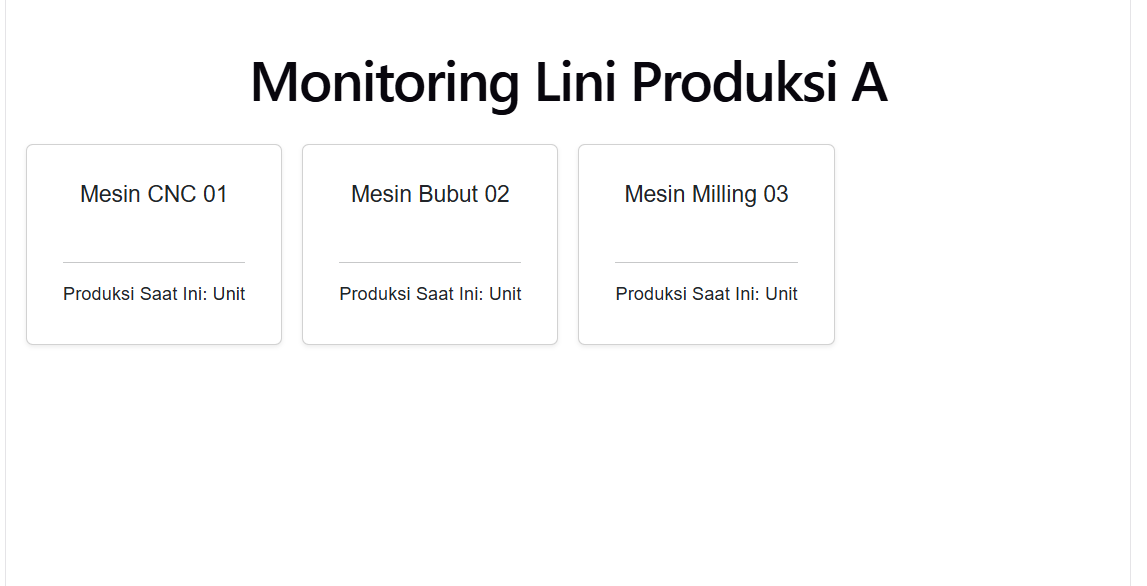 Monitoring Lini Produksi A
Mesin CNC 01
Produksi Saat Ini: Unit
Mesin Bubut 02
Produksi Saat Ini: Unit
Mesin Milling 03
Produksi Saat Ini: Unit